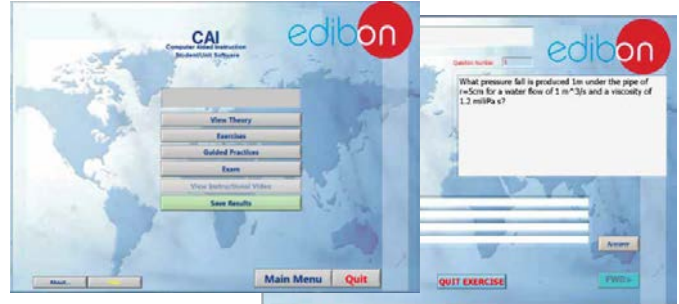 CAI
Computer Aided Instruction
Student/Unit Software
edibon
View Theory
Exercises
Guided Practices
Exam
View Instructional Video
Save Results
About...
Main Menu
Quit
edibon
Question Number
What pressure fall is produced 1m under the pipe of
r=5cm for a water flow of 1 m^3/s and a viscosity of
1.2 miliPa s?
Answer
QUIT EXERCISE
FWD>